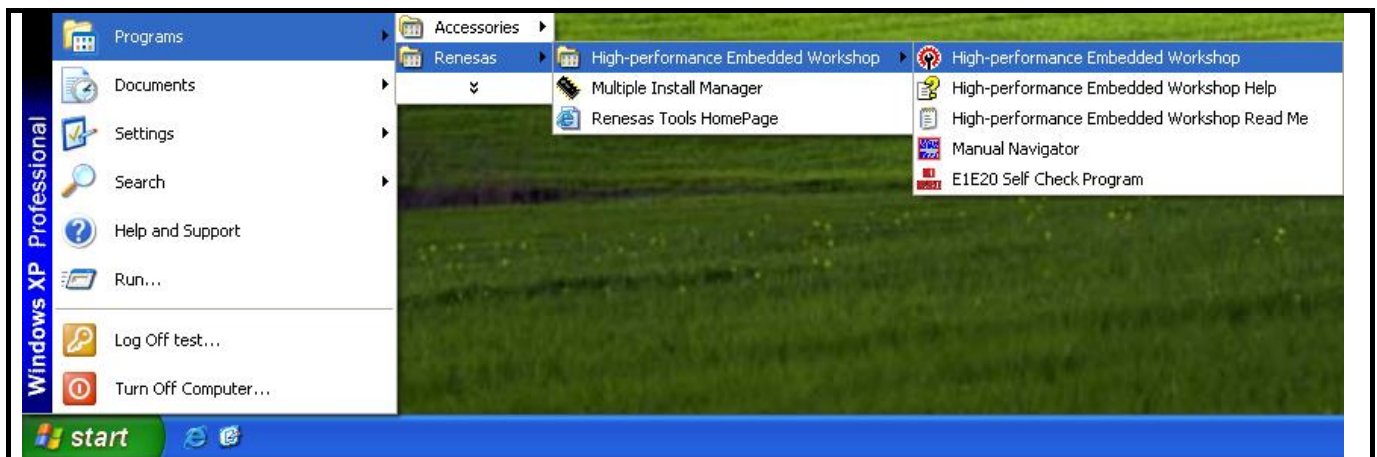 Windows XP Professional
Programs
Documents
Settings
Search
Help and Support
Run...
Log Off test...
Turn Off Computer...
Accessories
Renesas
High-performance Embedded Workshop
Multiple Install Manager
Renesas Tools HomePage
High-performance Embedded Workshop
High-performance Embedded Workshop Help
High-performance Embedded Workshop Read Me
Manual Navigator
E1E20 Self Check Program
start